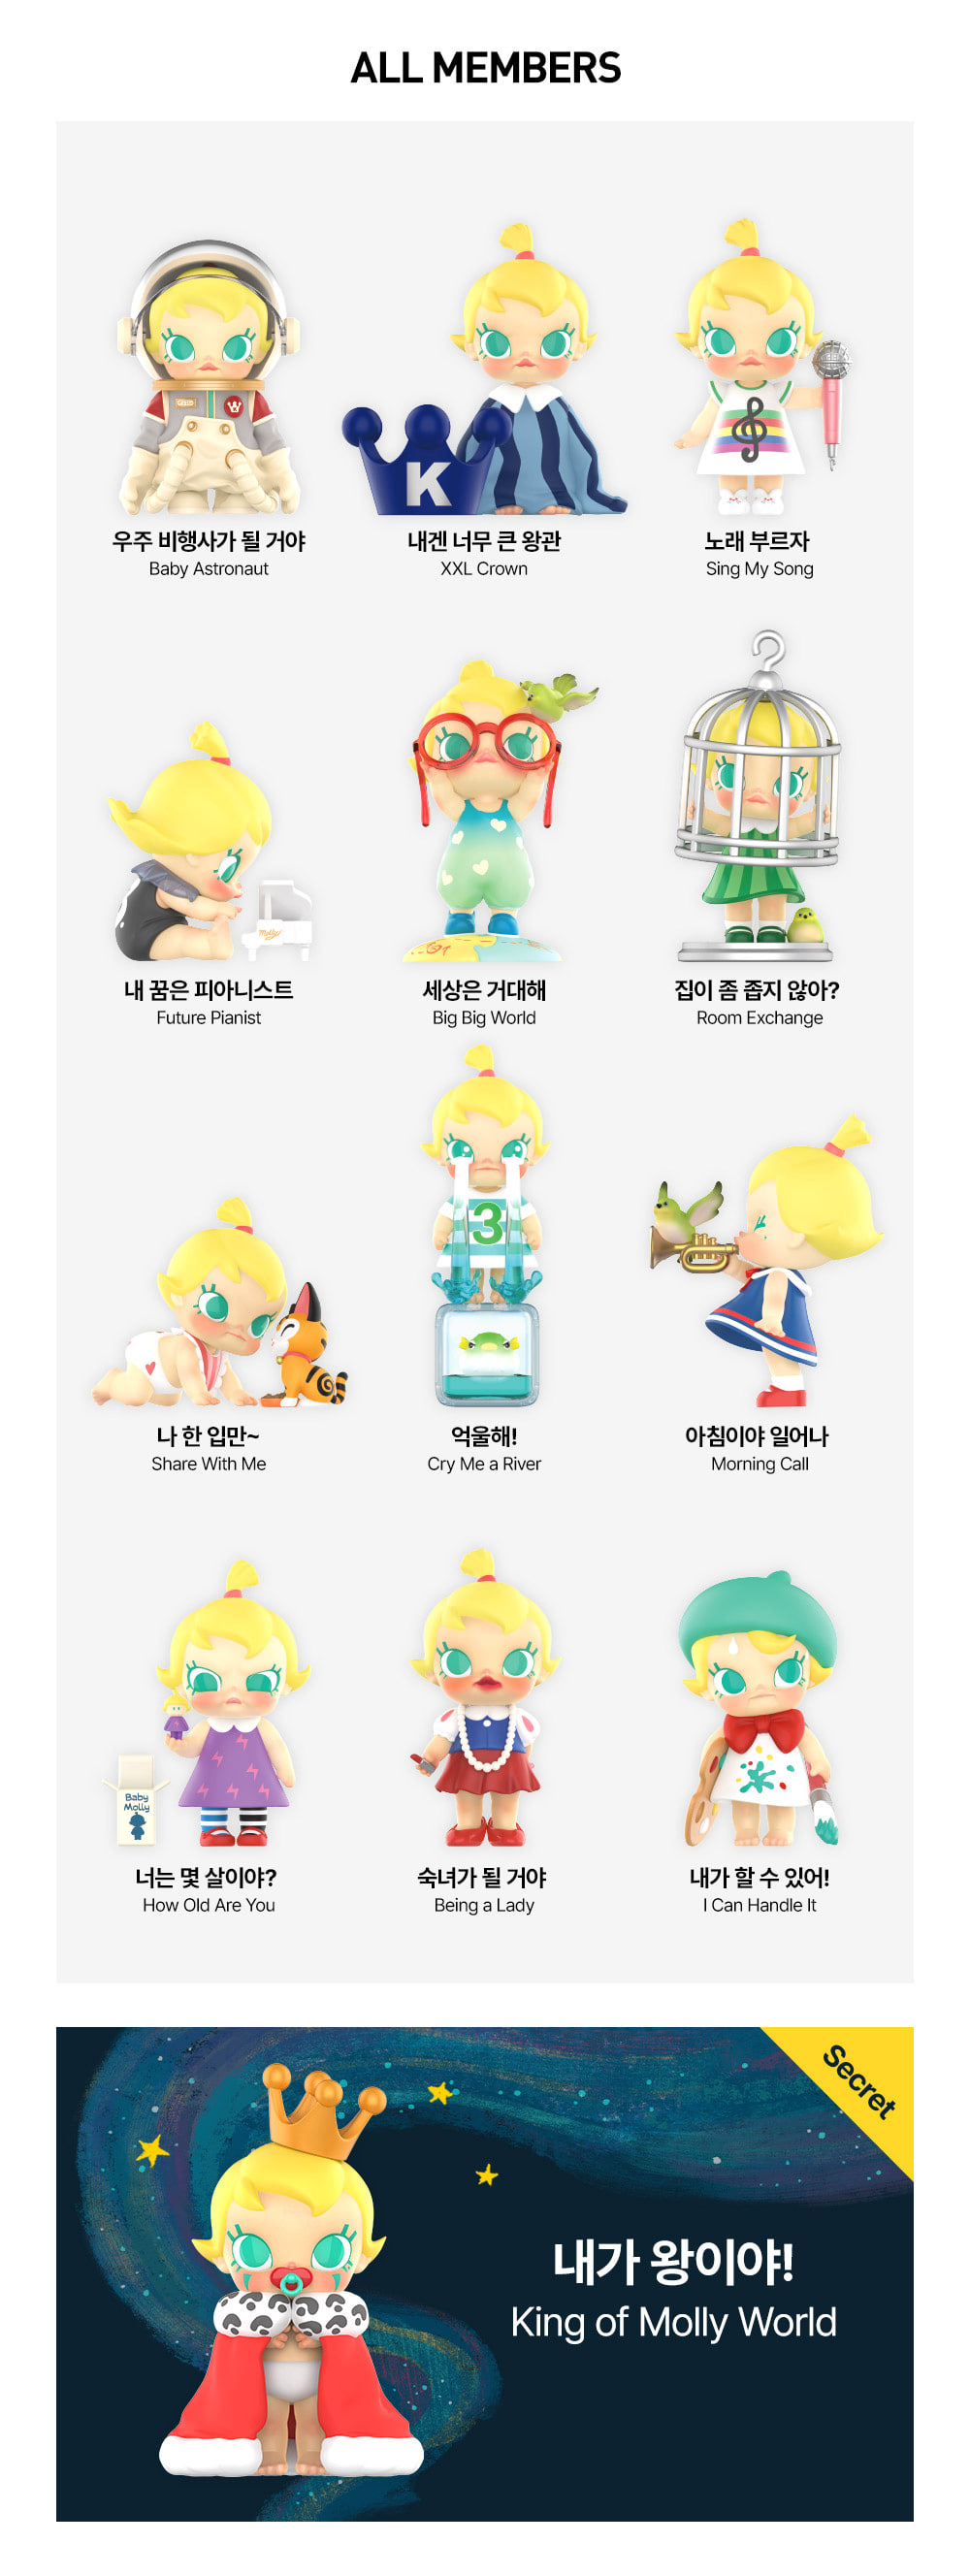 ALL MEMBERS
K
우주 비행사가 될 거야
Baby Astronaut
내겐 너무 큰 왕관
XXL Crown
노래 부르자
Sing My Song
Molly
내 꿈은 피아니스트
Future Pianist
세상은 거대해
Big Big World
집이 좀 좁지 않아?
Room Exchange
3
나 한 입만~
Share With Me
억울해!
Cry Me a River
아침이야 일어나
Morning Call
Baby
Molly
너는 몇 살이야?
How Old Are You
숙녀가 될 거야
Being a Lady
내가 할 수 있어!
I Can Handle It
Secret
내가 왕이야!
King of Molly World